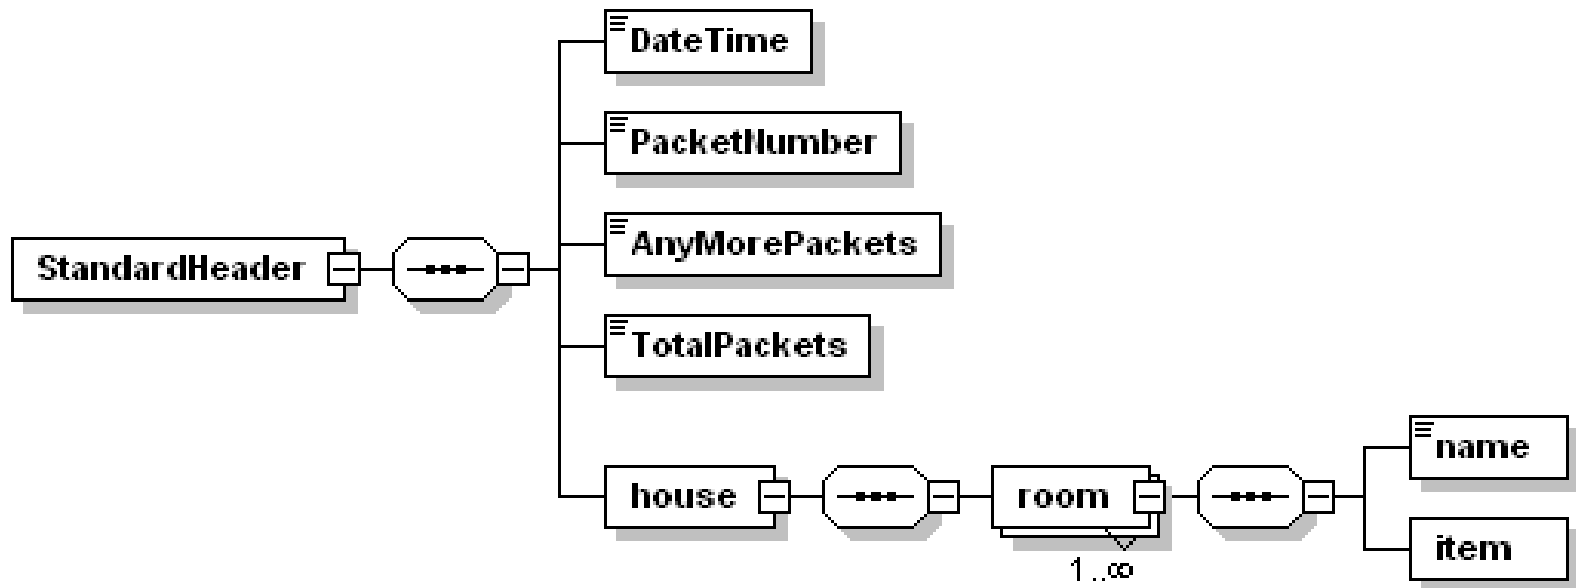 DateTime
PacketNumber
AnyMorePackets
StandardHeader
TotalPackets
name
house
room
item
1..∞